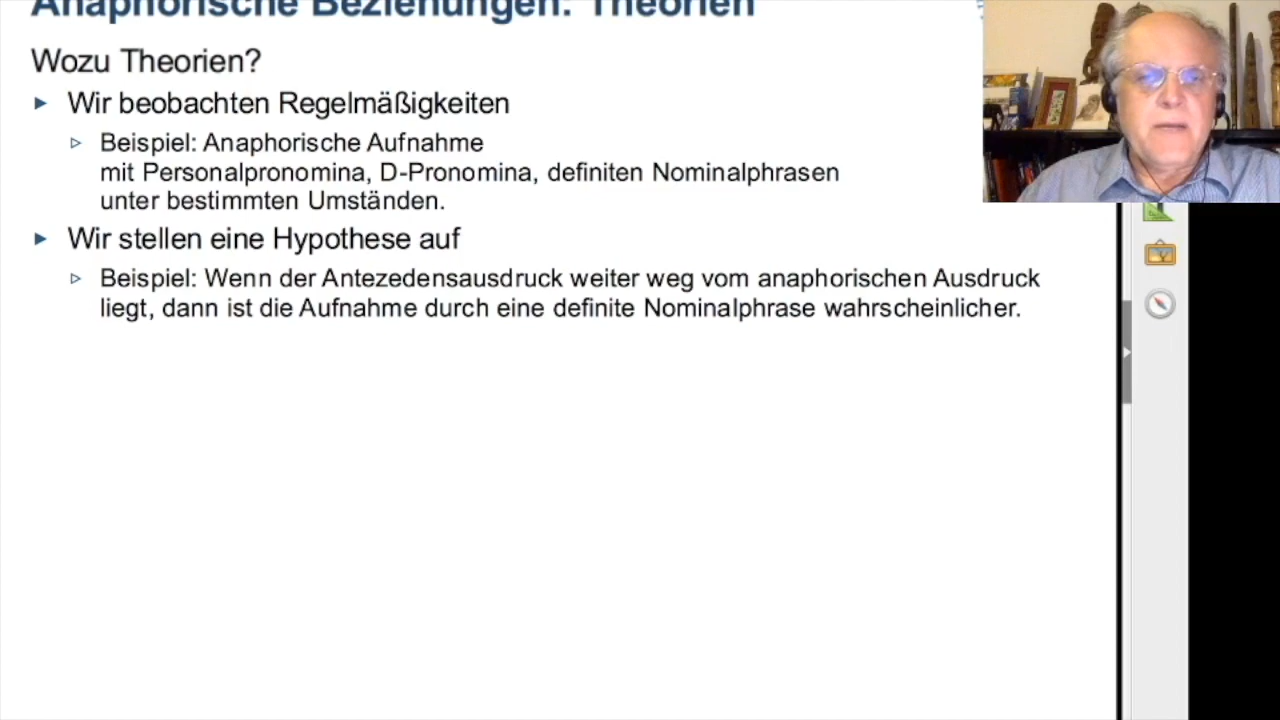 Anaphorische Beziehungen: Theorien
Wozu Theorien?
Wir beobachten Regelmäßigkeiten
Beispiel: Anaphorische Aufnahme
mit Personalpronomina, D-Pronomina, definiten Nominalphrasen
unter bestimmten Umständen.
Wir stellen eine Hypothese auf
Beispiel: Wenn der Antezedensausdruck weiter weg vom anaphorischen Ausdruck
liegt, dann ist die Aufnahme durch eine definite Nominalphrase wahrscheinlicher.